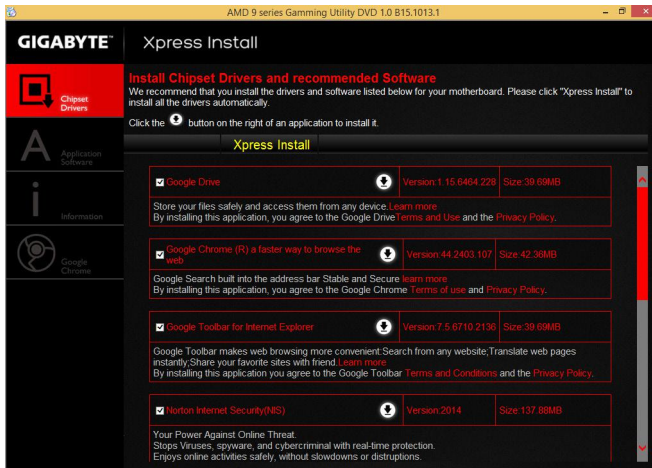 AMD 9 series Gamming Utility DVD 1.0 B15.1013.1
GIGABYTE™
Xpress Install
Chipset
Drivers
Application
Software
Information
Google
Chrome
Install Chipset Drivers and recommended Software
We recommend that you install the drivers and software listed below for your motherboard. Please click "Xpress Install" to
install all the drivers automatically.
Click the button on the right of an application to install it.
Xpress Install
Google Drive Version:1.15.6464.228 Size:39.69MB
Store your files safely and access them from any device.Learn more
By installing this application, you agree to the Google DriveTerms and Use and the Privacy Policy.
Google Chrome (R) a faster way to browse the
web Version:44.2403.107 Size:42.36MB
Google Search built into the address bar Stable and Secure learn more
By installing this application, you agree to the Google Chrome Terms of use and Privacy Policy.
Google Toolbar for Internet Explorer Version:7.5.6710.2136 Size:39.69MB
Google Toolbar makes web browsing more convenient:Search from any website;Translate web pages
instantly;Share your favorite sites with friend.Learn more
By installing this application you agree to the Google Toolbar Terms and Conditions and the Privacy Policy.
Norton Internet Security(NIS) Version:2014 Size:137.88MB
Your Power Against Online Threat.
Stops Viruses, spyware, and cybercriminal with real-time protection.
Enjoys online activities safely, without slowdowns or distruptions.